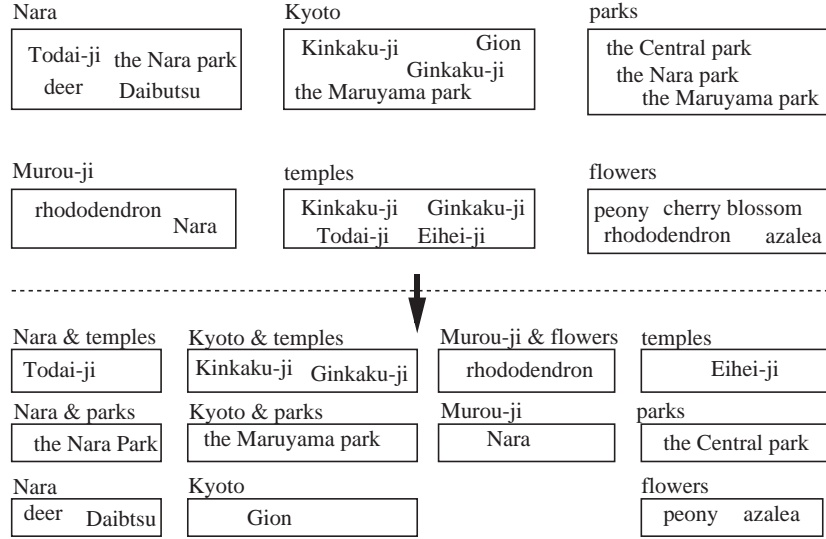 Nara Kyoto parks
Todai-ji the Nara park Kinkaku-ji Gion the Central park
deer Daibutsu Ginkaku-ji the Nara park
the Maruyama park the Maruyama park
Murou-ji temples flowers
rhododendron Kinkaku-ji Ginkaku-ji peony cherry blossom
Nara Todai-ji Eihei-ji rhododendron azalea
Nara & temples Kyoto & temples Murou-ji & flowers temples
Todai-ji Kinkaku-ji Ginkaku-ji rhododendron Eihei-ji
Nara & parks Kyoto & parks Murou-ji parks
the Nara Park the Maruyama park Nara the Central park
Nara Kyoto flowers
deer Daibtsu Gion peony azalea